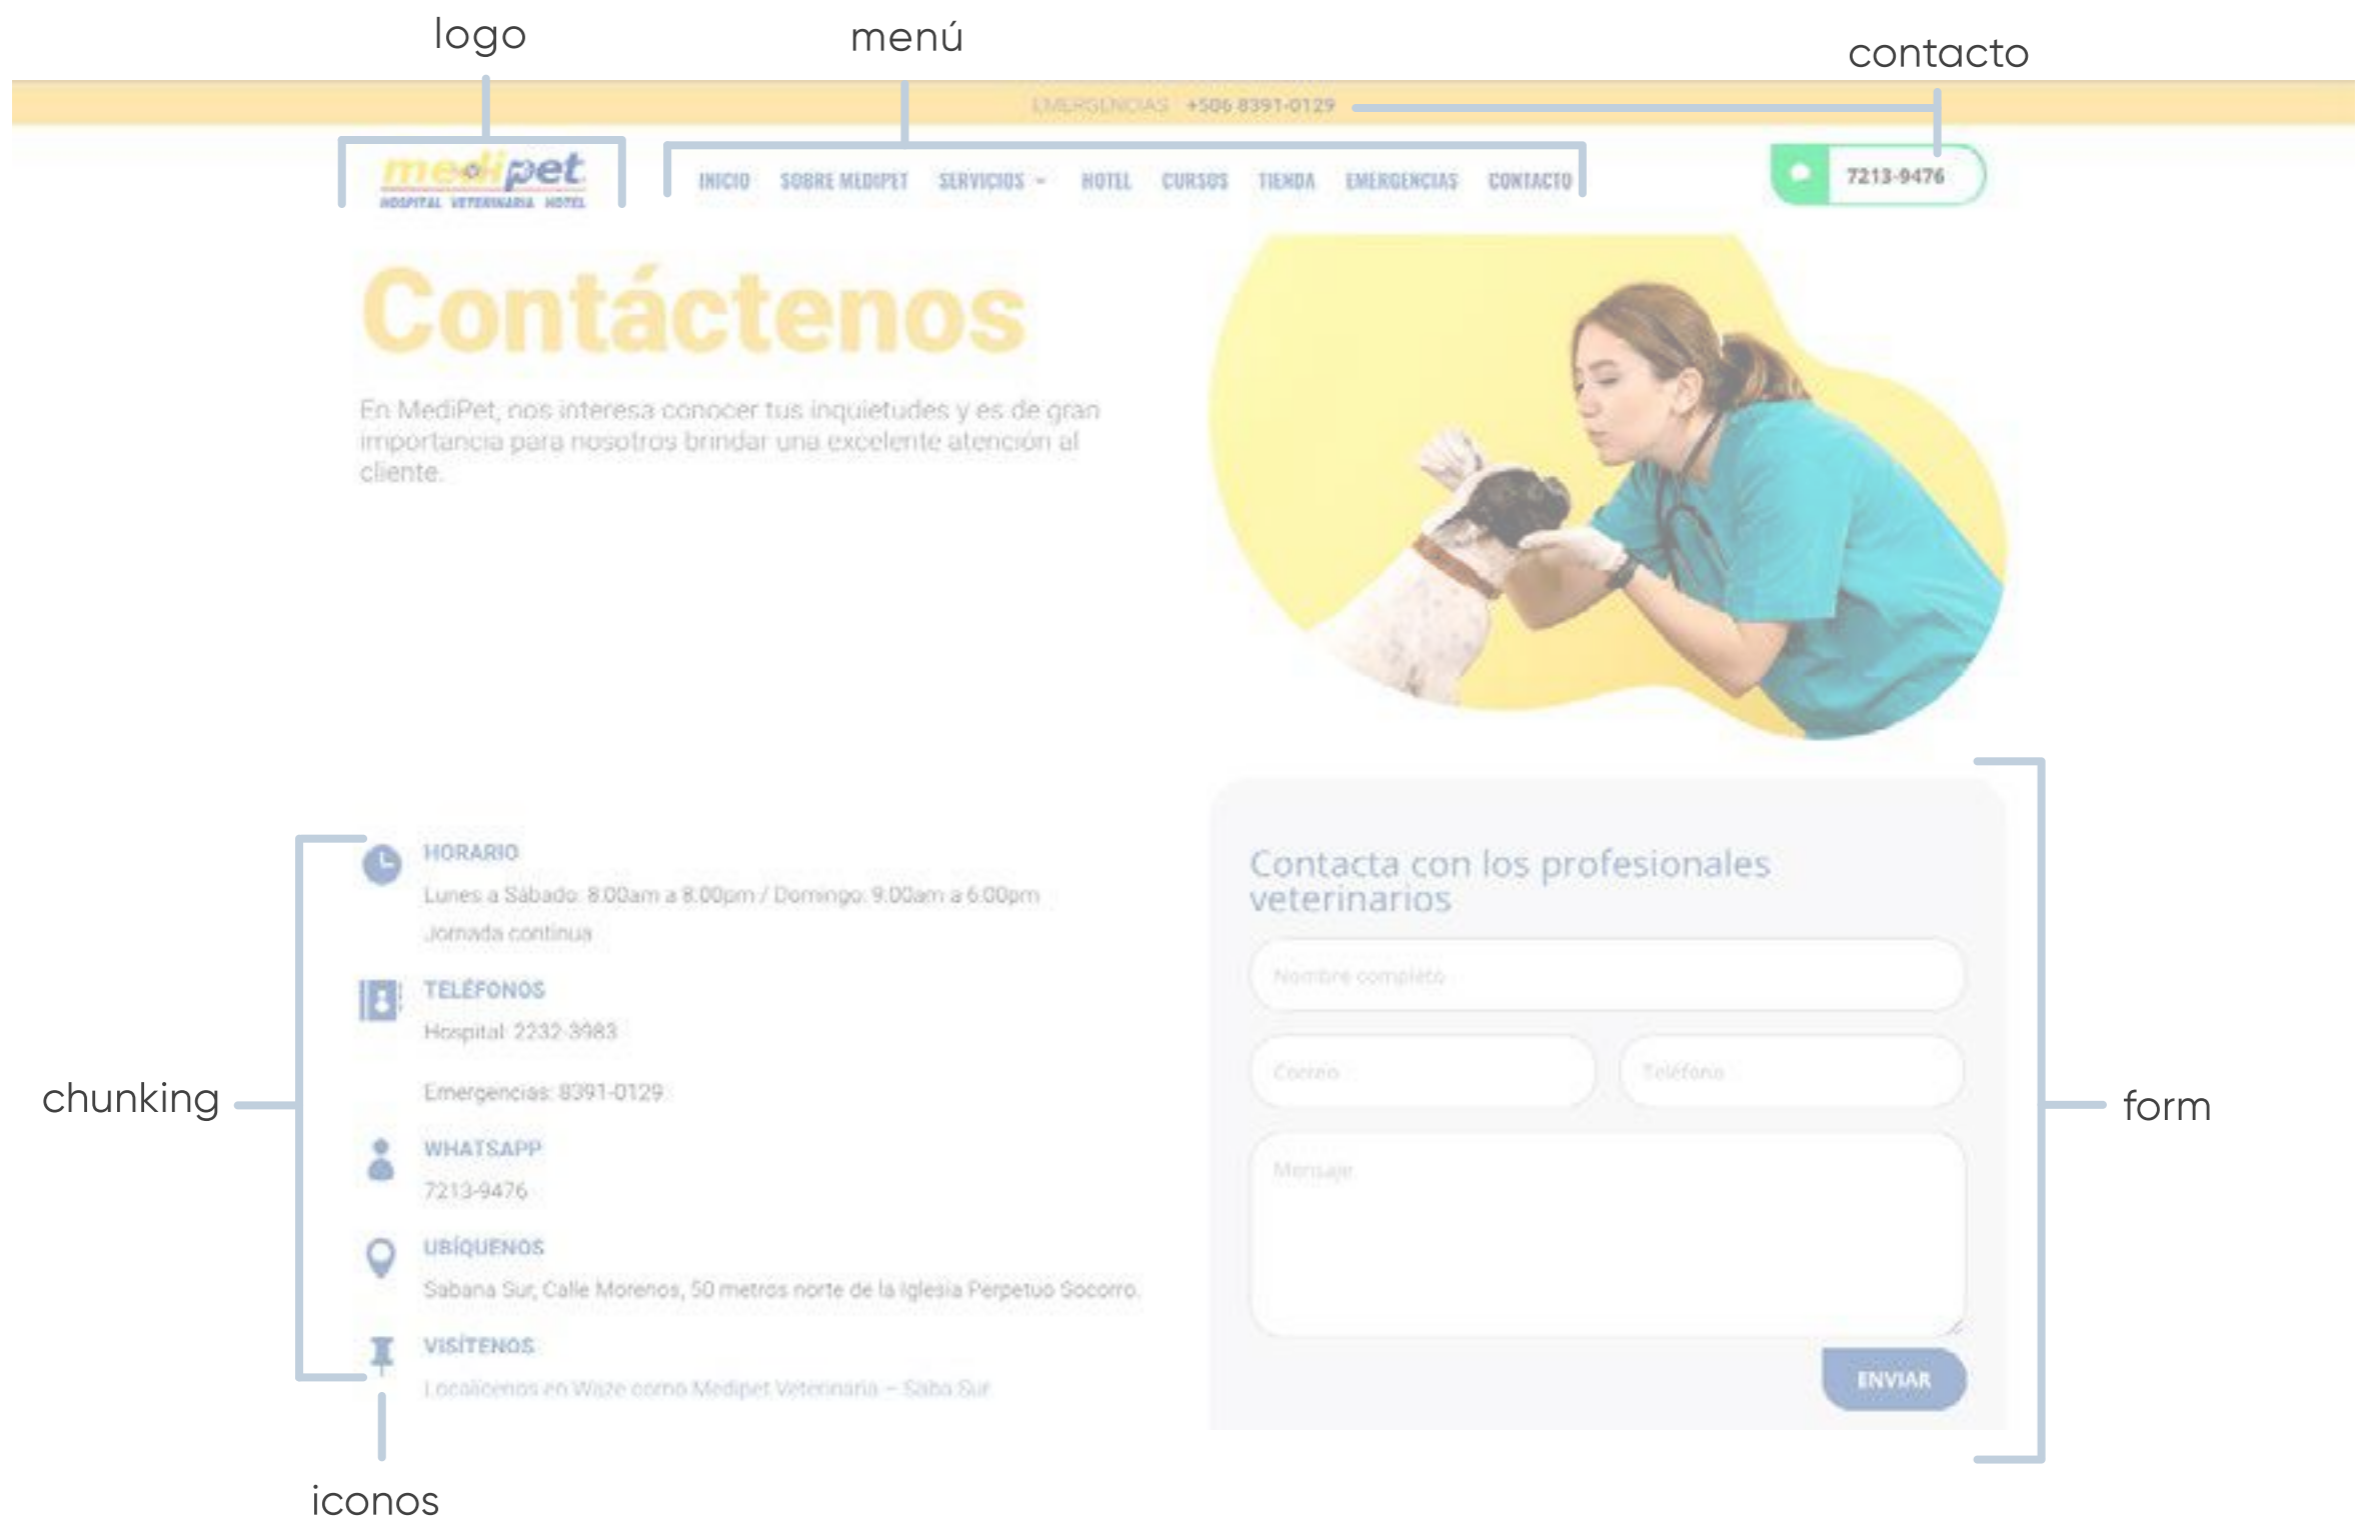 logo
menú
contacto
EMERGENCIAS +506 8391-0129
medipet
HOSPITAL VETERINARIA HOTEL
INICIO SOBRE MEDIPET SERVICIOS HOTEL CURSOS TIENDA EMERGENCIAS CONTACTO
7213-9476
Contáctenos
En MediPet, nos interesa conocer tus inquietudes y es de gran
importancia para nosotros brindar una excelente atención al
cliente.
chunking
HORARIO
Lunes a Sábado: 8:00am a 8:00pm / Domingo: 9:00am a 6:00pm
Jornada continua
TELÉFONOS
Hospital: 2232-3983
Emergencias: 8391-0129
WHATSAPP
7213-9476
UBÍQUENOS
Sabana Sur, Calle Morenos, 50 metros norte de la Iglesia Perpetuo Socorro.
VISÍTENOS
Localícenos en Waze como Medipet Veterinaria – Saba Sur
iconos
Contacta con los profesionales
veterinarios
Nombre completo
Correo
Teléfono
Mensaje
ENVIAR
form